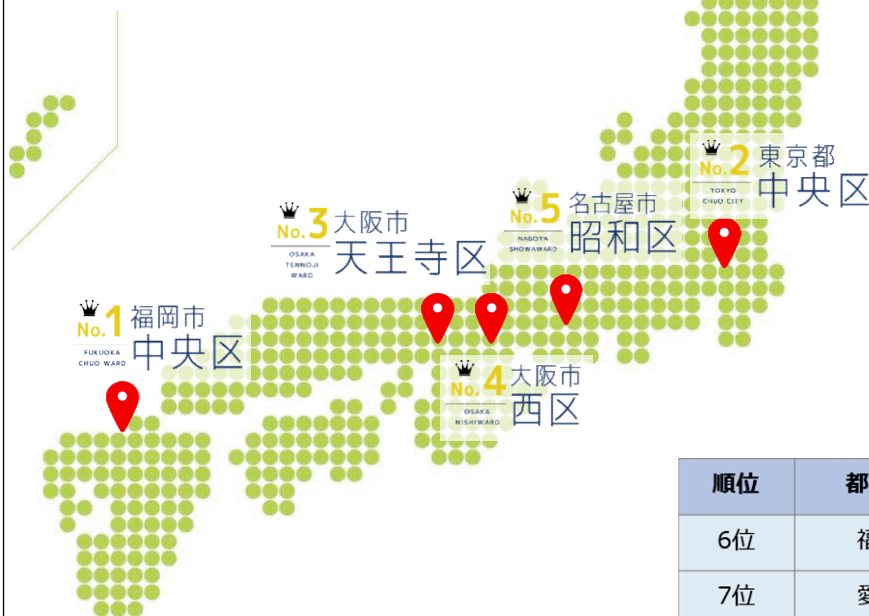 No.2
東京都
TOKYO
CHUO CITY
中央区
No.5
名古屋市
NAGOYA
SHOWAWARD
昭和区
No.3
大阪市
OSAKA
TENNOJI
WARD
天王寺区
No.1
福岡市
FUKUOKA
CHUO WARD
中央区
No.4
大阪市
OSAKA
NISHIWARD
西区
順位 都
6位 福
7位 愛